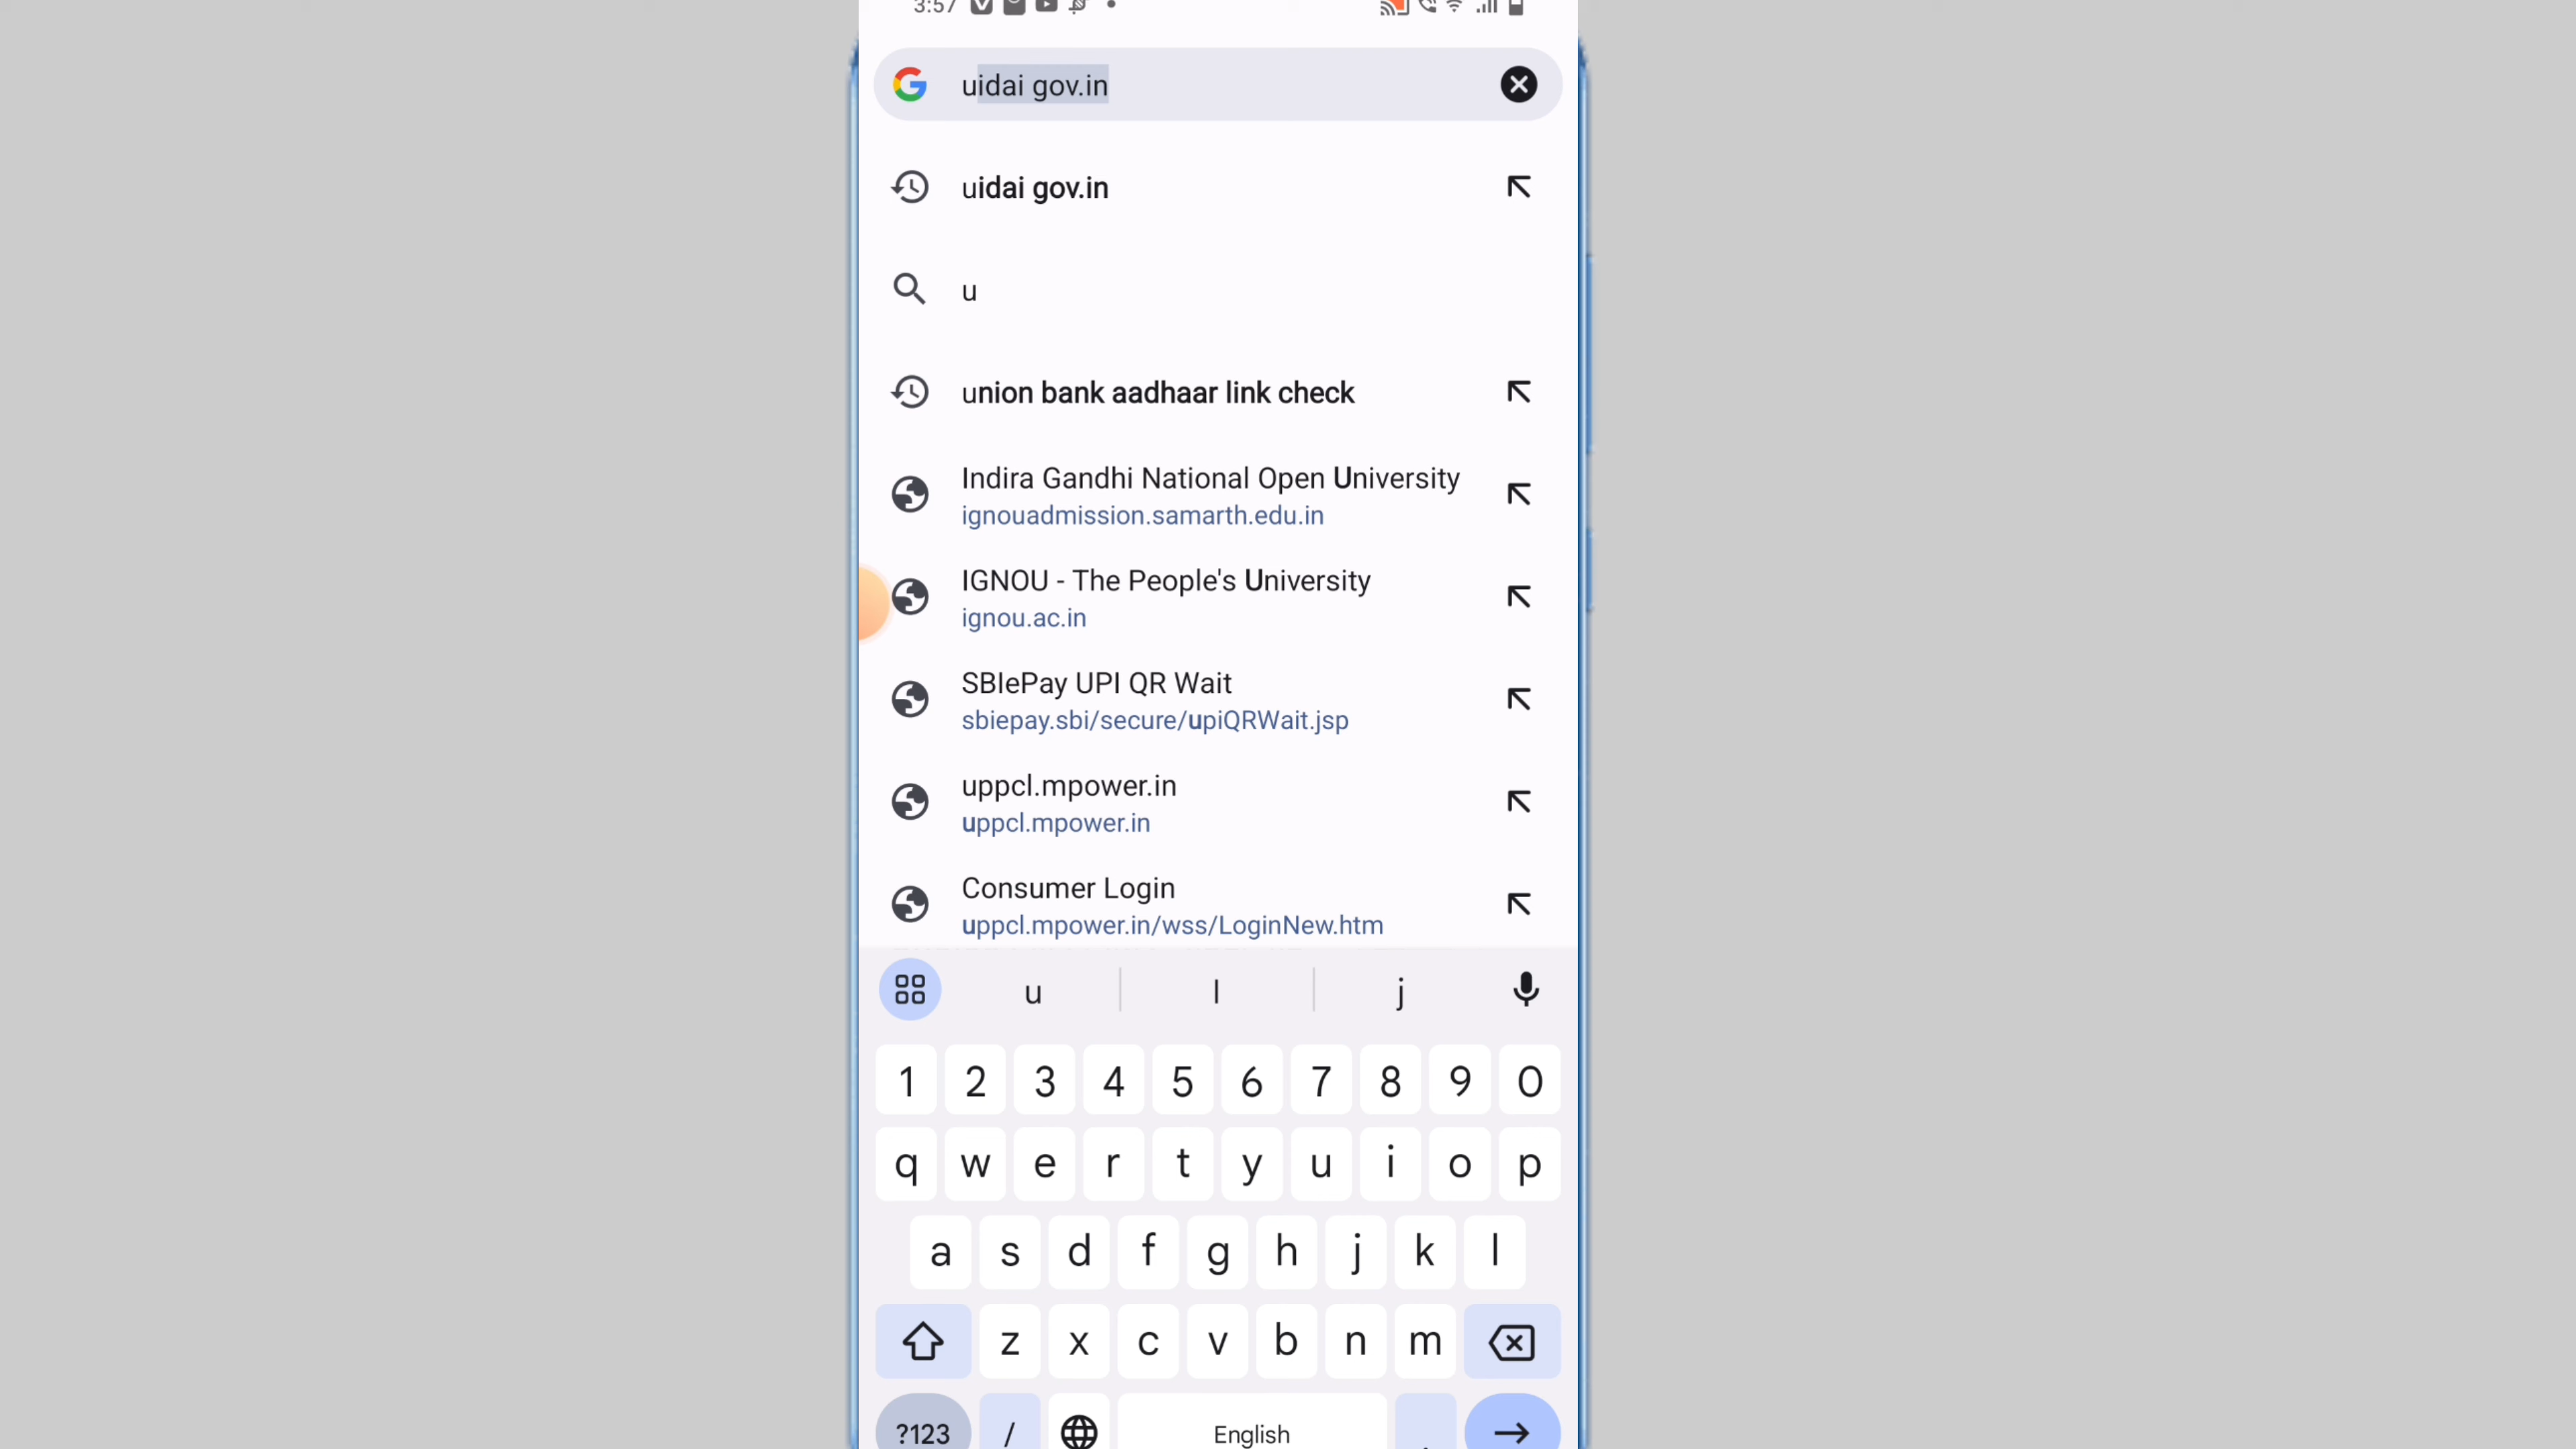 3:57
uidai gov.in
uidai gov.in
u
union bank aadhaar link check
Indira Gandhi National Open University
ignouadmission.samarth.edu.in
IGNOU - The People's University
ignou.ac.in
SBIePay UPI QR Wait
sbiepay.sbi/secure/upiQRWait.jsp
uppcl.mpower.in
uppcl.mpower.in
Consumer Login
uppcl.mpower.in/wss/LoginNew.htm
u l j
1 2 3 4 5 6 7 8 9 0
q w e r t y u i o p
a s d f g h j k l
z x c v b n m
?123 / English .